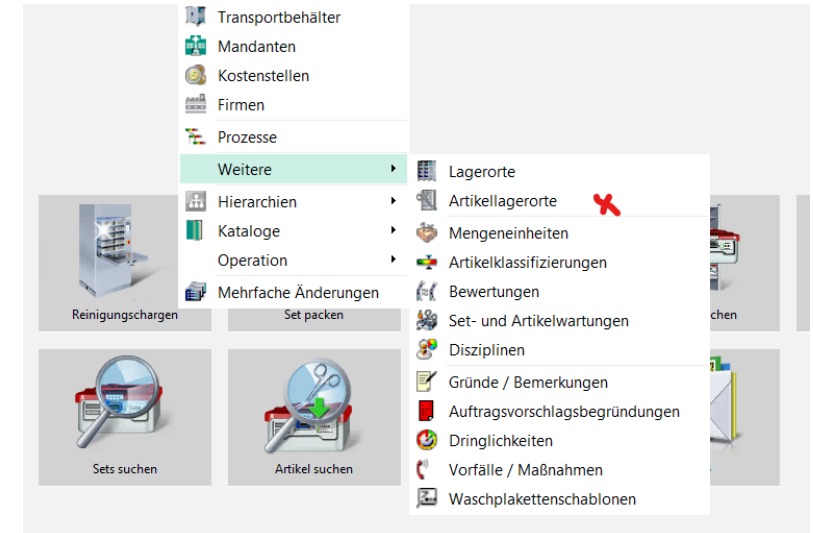 Transportbehälter
Mandanten
Kostenstellen
Firmen
Prozesse
Weitere
Hierarchien
Kataloge
Operation
Mehrfache Änderungen
Lagerorte
Artikellagerorte
Mengeneinheiten
Artikelklassifizierungen
Bewertungen
Set- und Artikelwartungen
Disziplinen
Gründe / Bemerkungen
Auftragsvorschlagsbegründungen
Dringlichkeiten
Vorfälle / Maßnahmen
Waschplakettenschablonen
Reinigungschargen
Set packen
chen
Sets suchen
Artikel suchen